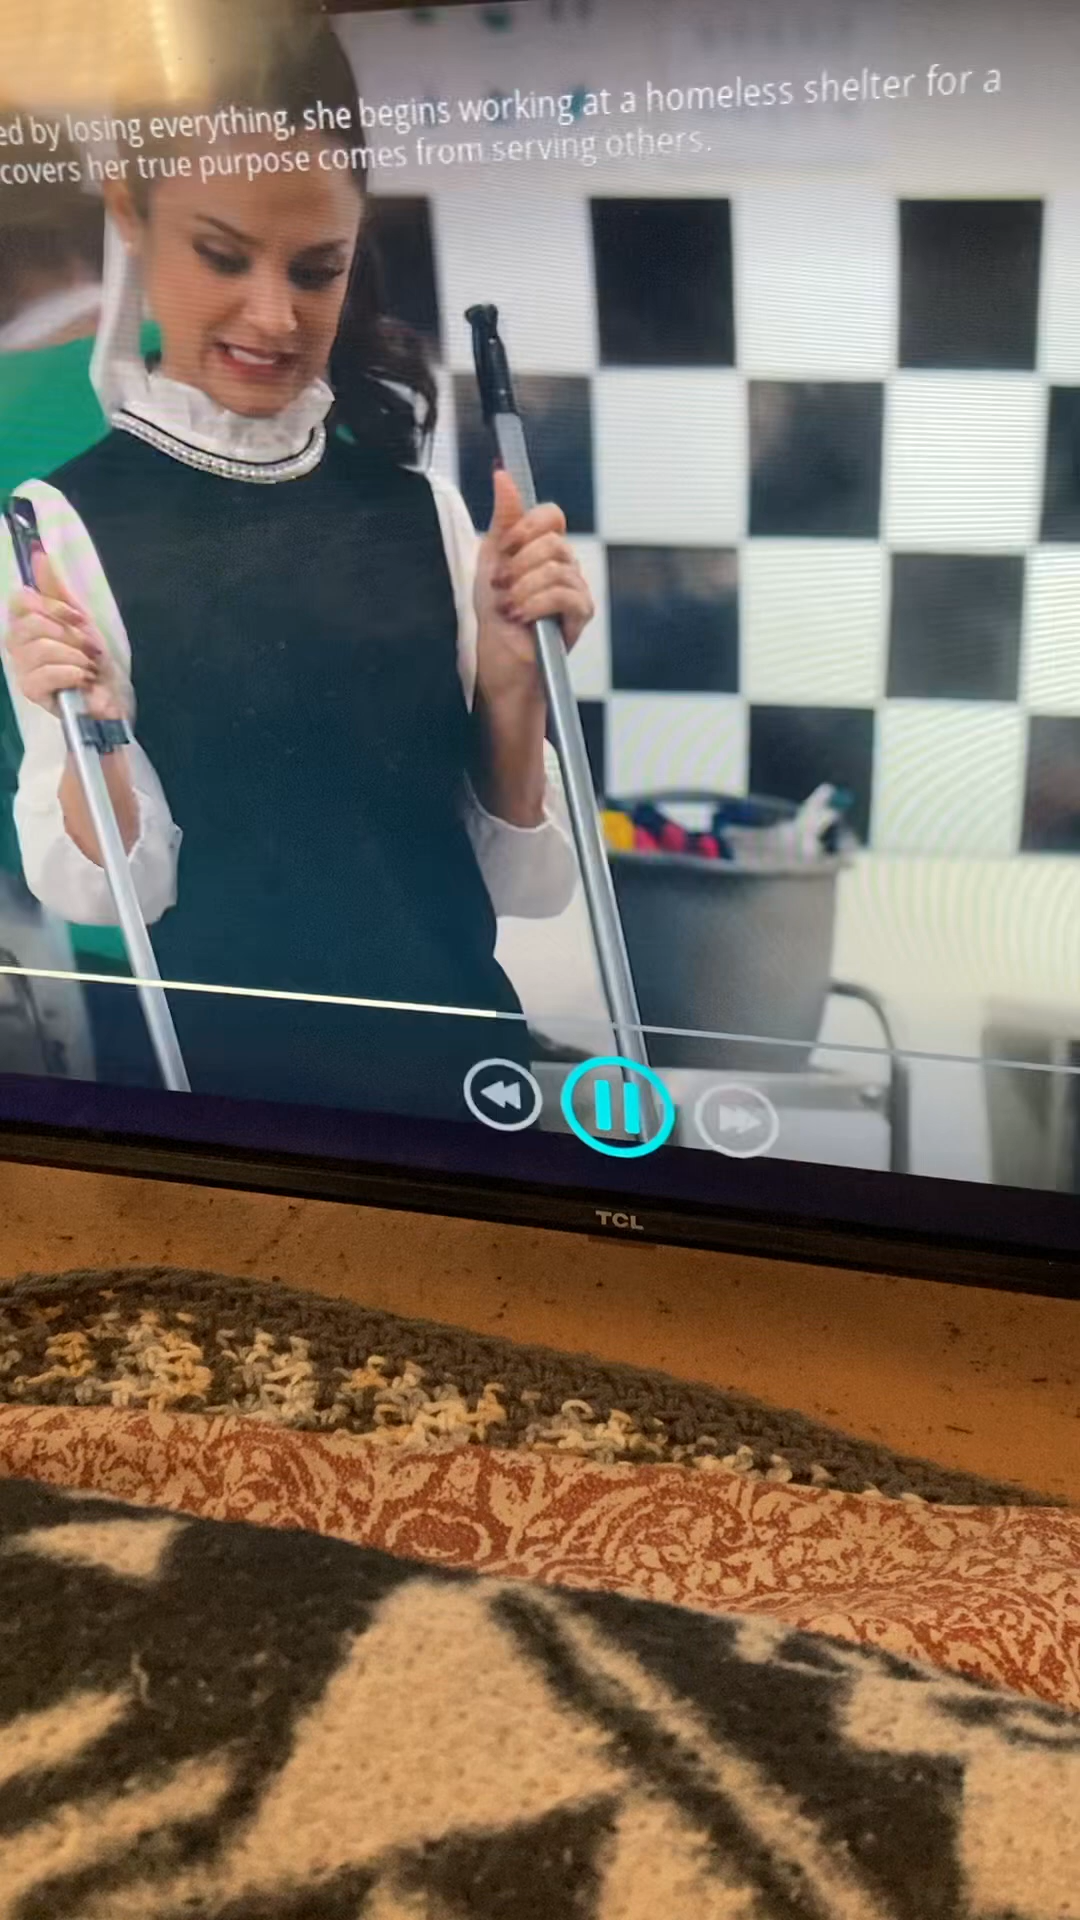 ed by losing everything, she begins working at a homeless shelter for a
covers her true purpose comes from serving others.
TCL